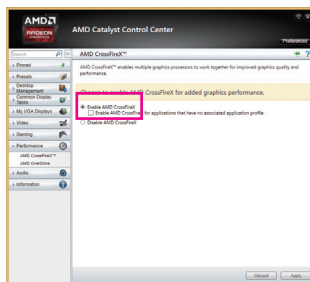 AMD
RADEON
GRAPHICS
AMD Catalyst Control Center
Preferences
Search
AMD CrossFireX™
Pinned
Presets
Desktop
Management
Common Display
Tasks
My VGA Displays
Video
Gaming
Performance
AMD CrossFireX™
AMD OverDrive
Audio
Information
AMD CrossFireX™ enables multiple graphics processors to work together for improved graphics quality and
performance.
Choose to enable AMD CrossFireX for added graphics performance.
Enable AMD CrossFireX
Enable AMD CrossFireX for applications that have no associated application profile
Disable AMD CrossFireX
Discard
Apply